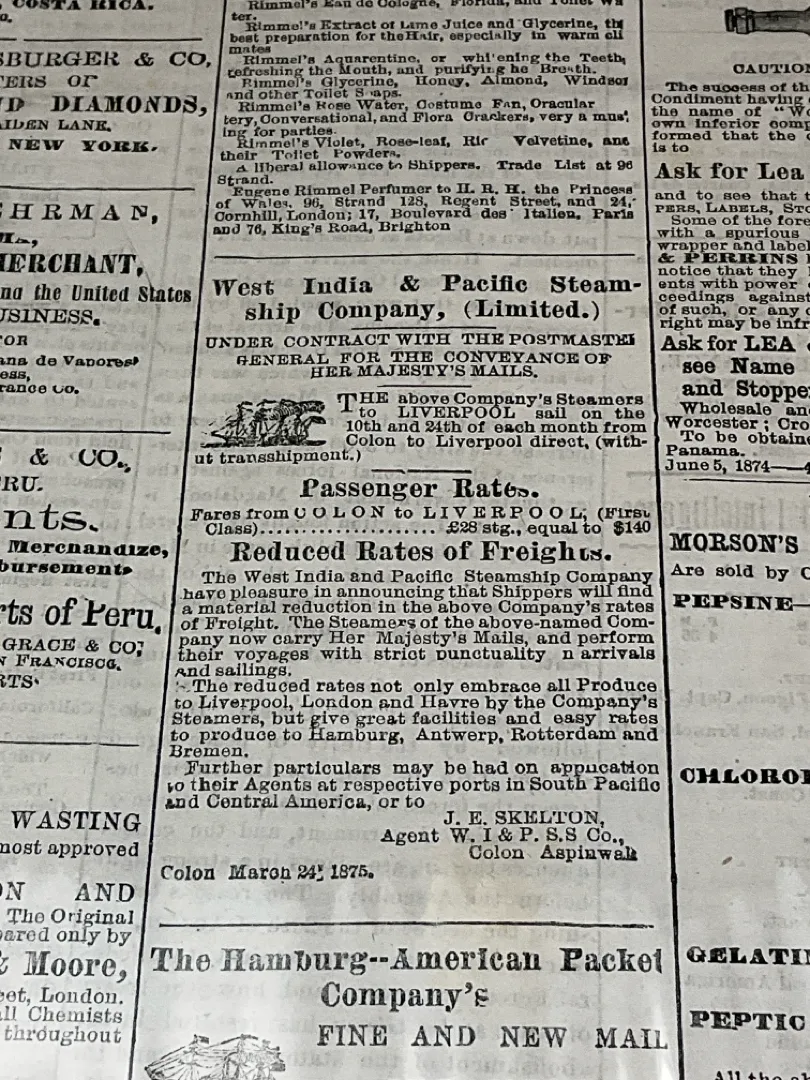 COSTA RICA.
SBURGER & CO,
TERS OF
ND DIAMONDS,
AIDEN LANE.
NEW YORK.
EHRMAN,
MERCHANT,
and the United States
USINESS.
FOR
ana de Vapores
ess,
rance Co.
& CO.,
RU.
nts.
Merchandize,
bursements
rts of Peru.
GRACE & CO;
N FRANCISCO.
RTS
WASTING
most approved
ON AND
The Original
pared only by
& Moore,
eet, London.
all Chemists
throughout
Rimmel's Eau de Cologne, Florida, and Toilet Wa
ter.
Rimmel's Extract of Lime Juice and Glycerine, th
best preparation for the Hair, especially in warm cli
mates
Rimmel's Aquarentine, or whitening the Teeth,
refreshing the Mouth, and purifying he Breath.
Rimmel's Glycerine, Honey, Almond, Windsor
and other Toilet Soaps.
Rimmel's Rose Water, Costume Fan, Oracular
tery, Conversational, and Flora Crackers, very a mus'
ing for parties.
Rimmel's Violet, Rose-leaf, Ric Velvetine, and
their Toilet Powders.
A liberal allowance to Shippers. Trade List at 96
Strand.
Eugene Rimmel Perfumer to H. R. H. the Princess
of Wales. 96, Strand 128, Regent Street, and 24,
Cornhill, London; 17, Boulevard des Italien, Paris
and 76, King's Road, Brighton
West India & Pacific Steam-
ship Company, (Limited.)
UNDER CONTRACT WITH THE POSTMASTER
GENERAL FOR THE CONVEYANCE OF
HER MAJESTY'S MAILS.
THE above Company's Steamers
to LIVERPOOL sail on the
10th and 24th of each month from
Colon to Liverpool direct, (with-
ut transshipment.)
Passenger Rates.
Fares from COLON to LIVERPOOL, (First
Class)..................... £28 stg., equal to $140
Reduced Rates of Freights.
The West India and Pacific Steamship Company
have pleasure in announcing that Shippers will find
a material reduction in the above Company's rates
of Freight. The Steamers of the above-named Com-
pany now carry Her Majesty's Mails, and perform
their voyages with strict punctuality n arrivals
and sailings.
The reduced rates not only embrace all Produce
to Liverpool, London and Havre by the Company's
Steamers, but give great facilities and easy rates
to produce to Hamburg, Antwerp, Rotterdam and
Bremen.
Further particulars may be had on application
to their Agents at respective ports in South Pacific
and Central America, or to
J. E. SKELTON,
Agent W. I & P. S.S Co.,
Colon Aspinwall
Colon March 24, 1875.
The Hamburg--American Packet
Company's
FINE AND NEW MAIL
CAUTION
The success of th
Condiment having
the name of "Wo
own Inferior comp
formed that the
is to
Ask for Lea
and to see that t
PERS, LABELS, STO
Some of the fore
with a spurious
wrapper and label
& PERRINS
notice that they
ents with power
ceedings against
of such, or any
right may be infr
Ask for LEA
see Name
and Stoppe
Wholesale and
Worcester; Cro
To be obtaine
Panama.
June 5, 1874——4
MORSON'S
Are sold by C
PEPSINE—
CHLOROD
GELATIN
PEPTIC
All the ab